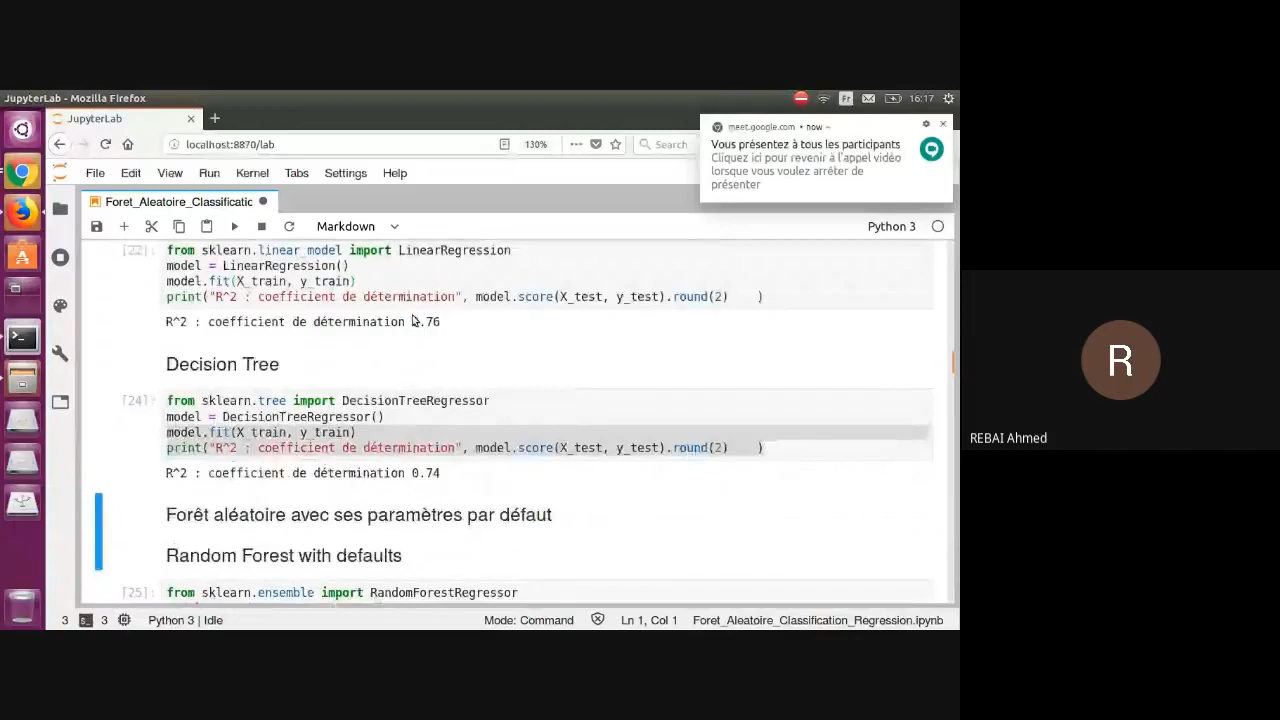 JupyterLab - Mozilla Firefox
Fr
16:17
JupyterLab
localhost:8870/lab
130%
Search
meet.google.com • now
Vous présentez à tous les participants
Cliquez ici pour revenir à l'appel vidéo
lorsque vous voulez arrêter de
présenter
File Edit View Run Kernel Tabs Settings Help
Foret_Aleatoire_Classificatic
Markdown
Python 3
[22]: from sklearn.linear_model import LinearRegression
model = LinearRegression()
model.fit(X_train, y_train)
print("R^2 : coefficient de détermination", model.score(X_test, y_test).round(2) )
R^2 : coefficient de détermination 0.76
Decision Tree
[24]: from sklearn.tree import DecisionTreeRegressor
model = DecisionTreeRegressor()
model.fit(X_train, y_train)
print("R^2 : coefficient de détermination", model.score(X_test, y_test).round(2) )
R^2 : coefficient de détermination 0.74
Forêt aléatoire avec ses paramètres par défaut
Random Forest with defaults
[25]: from sklearn.ensemble import RandomForestRegressor
3 3 Python 3 | Idle
Mode: Command
Ln 1, Col 1
Foret_Aleatoire_Classification_Regression.ipynb
R
REBAI Ahmed